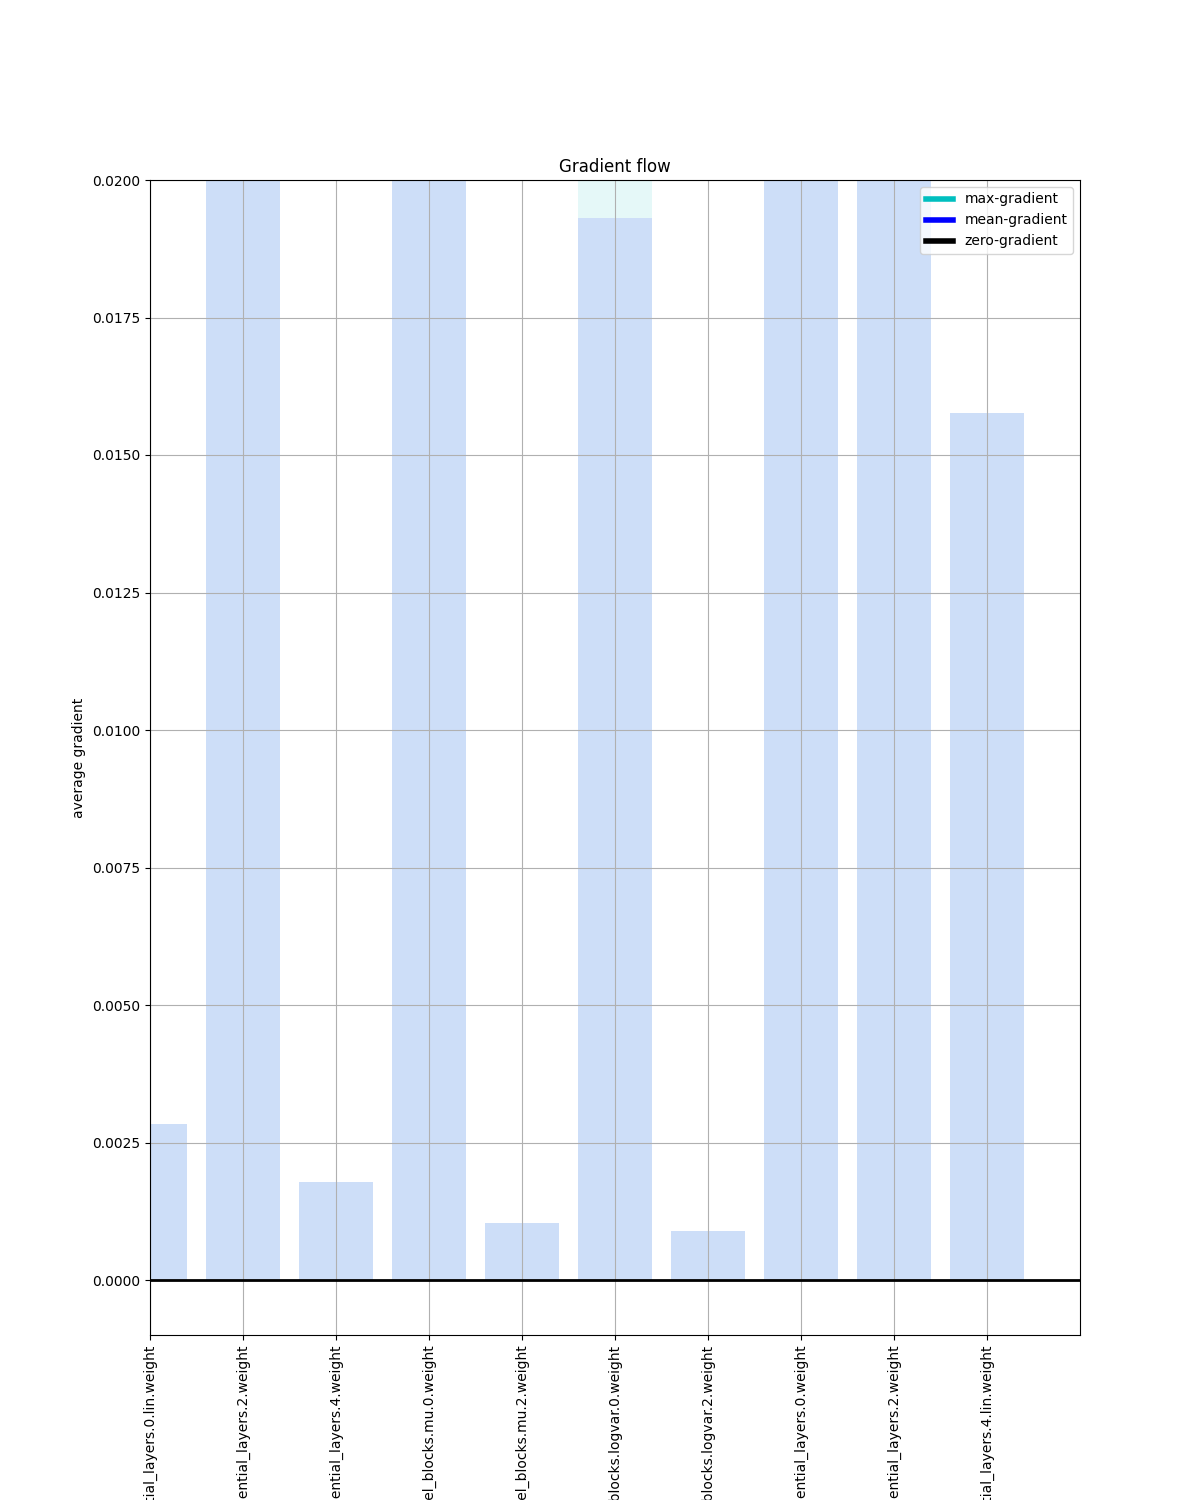 Gradient flow
max-gradient
mean-gradient
zero-gradient
average gradient
0.0200
0.0175
0.0150
0.0125
0.0100
0.0075
0.0050
0.0025
0.0000
tial_layers.0.lin.weight
ential_layers.2.weight
ential_layers.4.weight
el_blocks.mu.0.weight
el_blocks.mu.2.weight
blocks.logvar.0.weight
blocks.logvar.2.weight
ential_layers.0.weight
ential_layers.2.weight
tial_layers.4.lin.weight